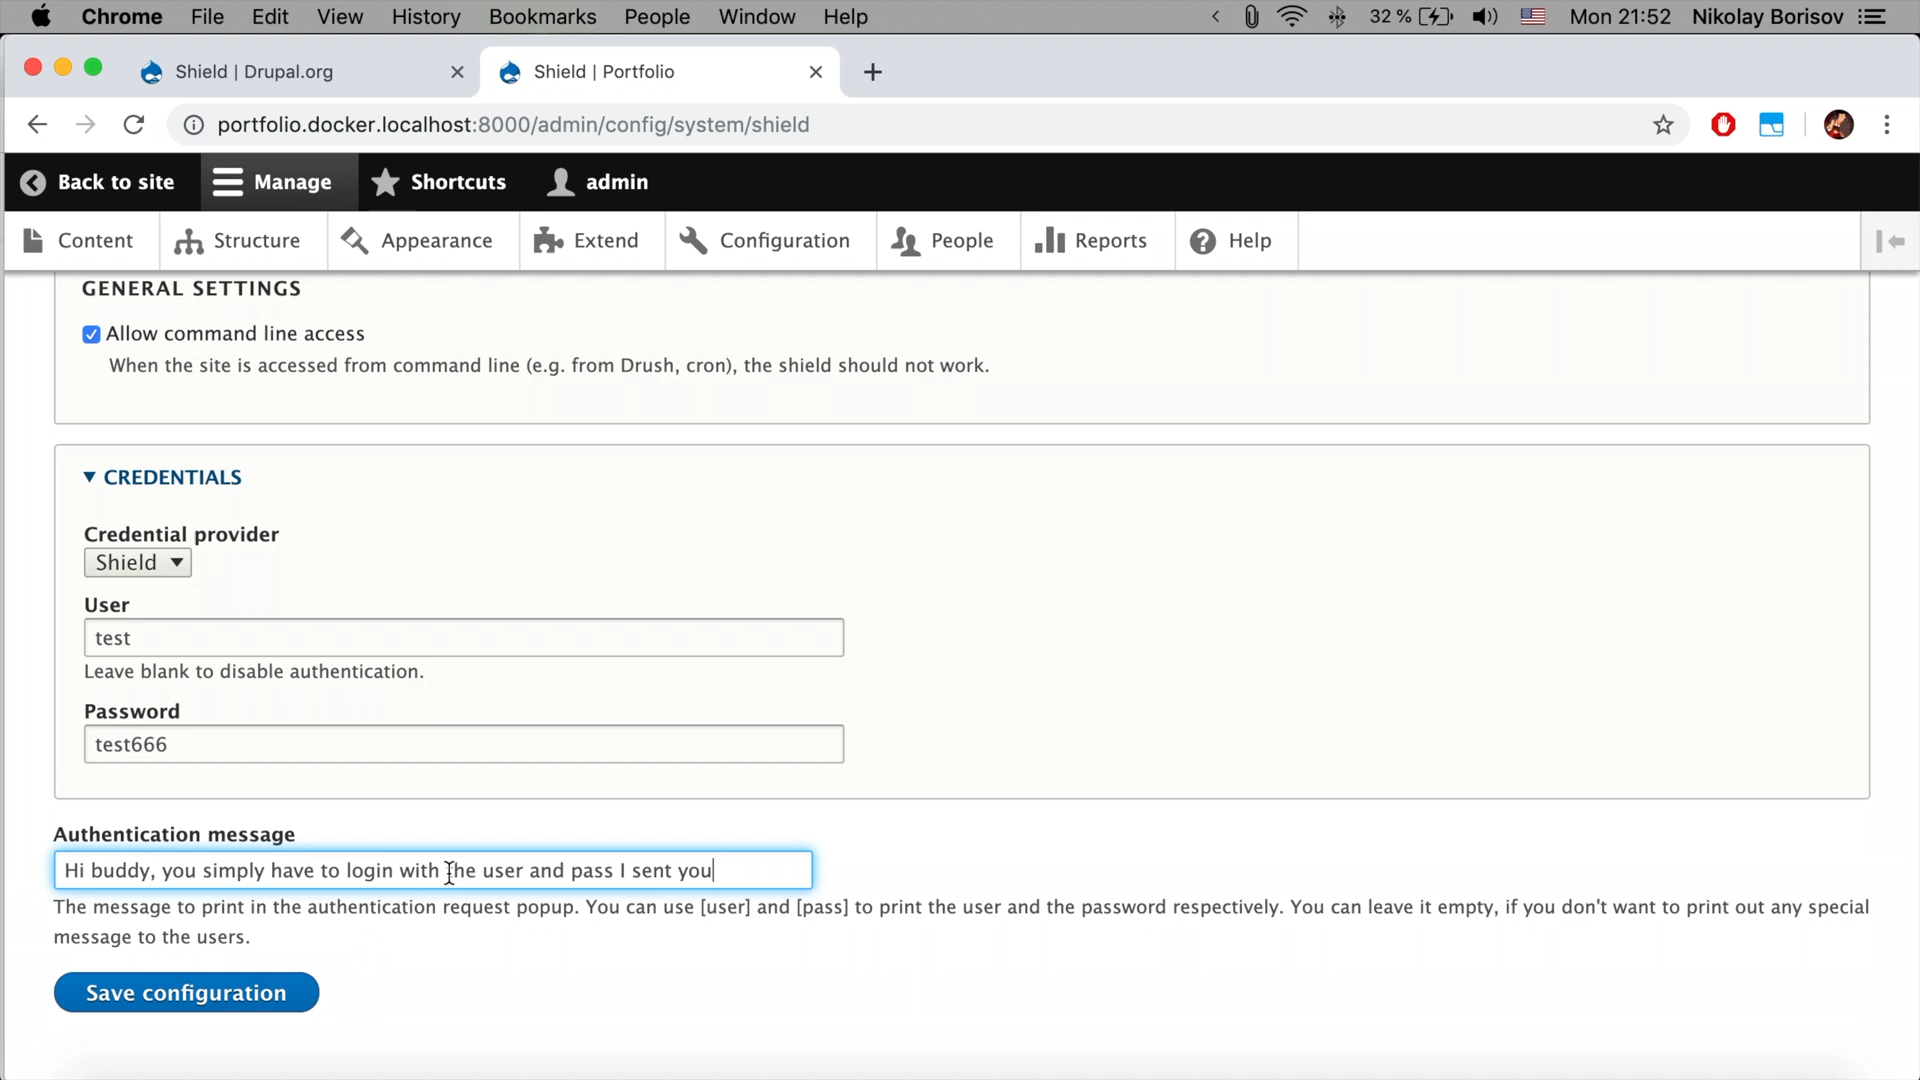 Chrome File Edit View History Bookmarks People Window Help 32 % Mon 21:52 Nikolay Borisov
Shield | Drupal.org Shield | Portfolio
portfolio.docker.localhost:8000/admin/config/system/shield
Back to site Manage Shortcuts admin
Content Structure Appearance Extend Configuration People Reports Help
GENERAL SETTINGS
Allow command line access
When the site is accessed from command line (e.g. from Drush, cron), the shield should not work.
CREDENTIALS
Credential provider
Shield
User
test
Leave blank to disable authentication.
Password
test666
Authentication message
Hi buddy, you simply have to login with the user and pass I sent you
The message to print in the authentication request popup. You can use [user] and [pass] to print the user and the password respectively. You can leave it empty, if you don't want to print out any special
message to the users.
Save configuration